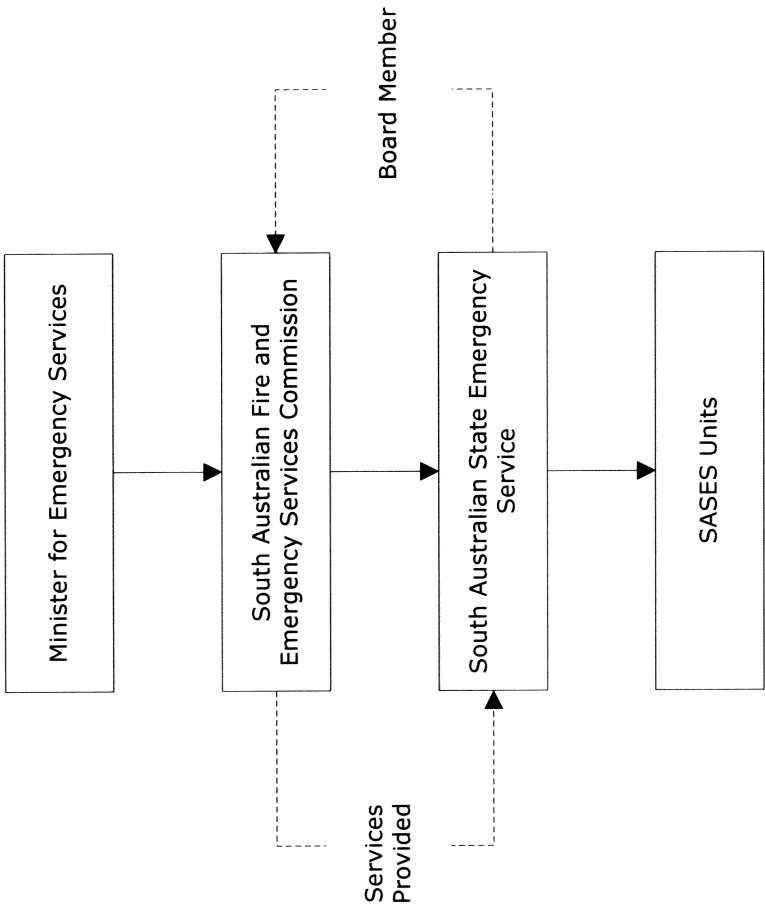 Minister for Emergency Services
South Australian Fire and
Emergency Services Commission
Services
Provided
Board Member
South Australian State Emergency
Service
SASES Units